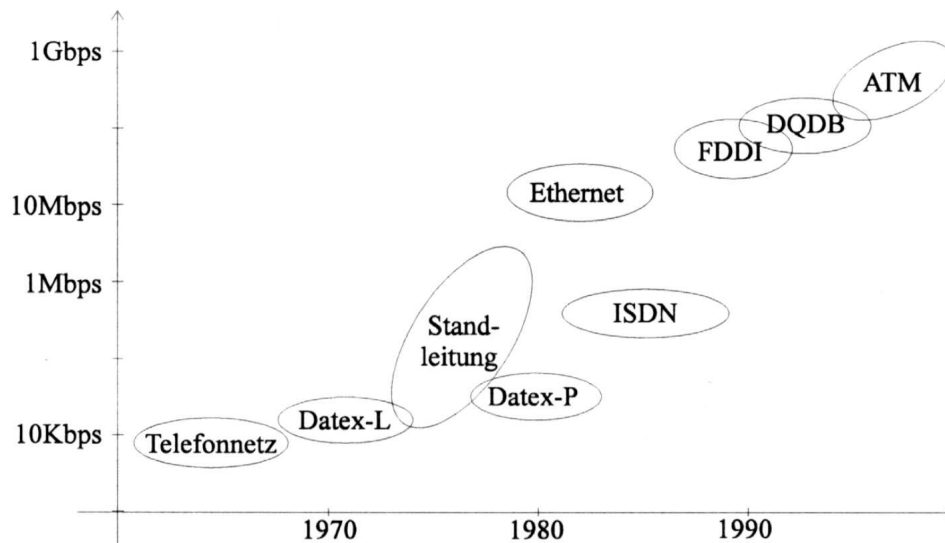 1Gbps
ATM
DQDB
FDDI
Ethernet
10Mbps
1Mbps
ISDN
Stand-
leitung
Datex-P
Datex-L
10Kbps
Telefonnetz
1970
1980
1990